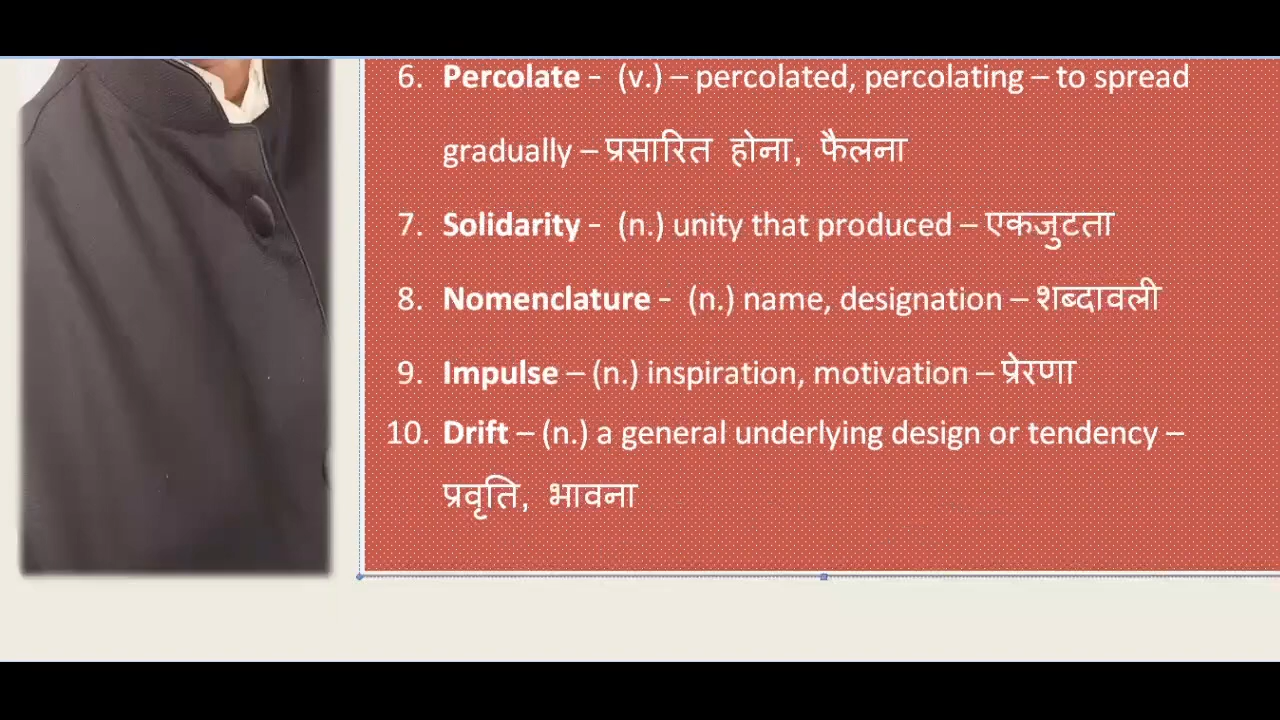 6. Percolate - (v.) – percolated, percolating – to spread
gradually – प्रसारित होना, फैलना
7. Solidarity - (n.) unity that produced – एकजुटता
8. Nomenclature - (n.) name, designation – शब्दावली
9. Impulse – (n.) inspiration, motivation – प्रेरणा
10. Drift – (n.) a general underlying design or tendency –
प्रवृति, भावना